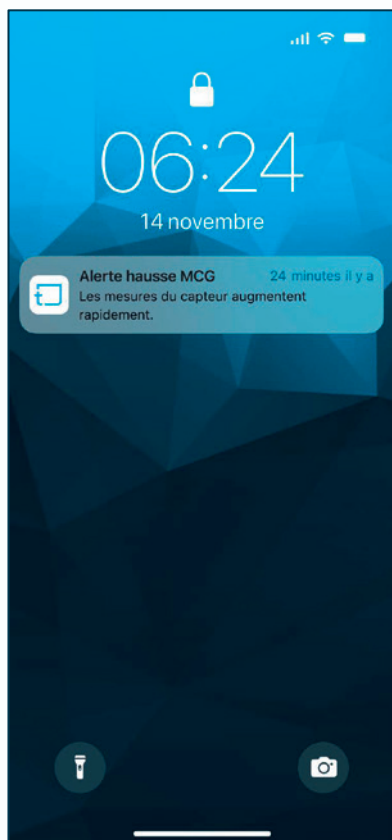 06:24
14 novembre
Alerte hausse MCG 24 minutes il y a
Les mesures du capteur augmentent
rapidement.